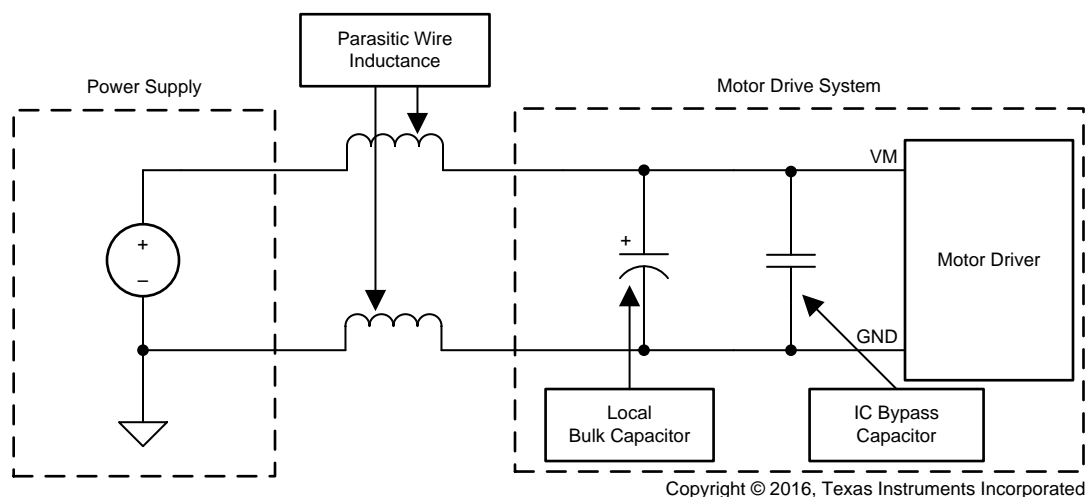 Parasitic Wire
Inductance
Power Supply
Motor Drive System
VM
+
–
+
Motor Driver
GND
Local
Bulk Capacitor
IC Bypass
Capacitor
Copyright © 2016, Texas Instruments Incorporated